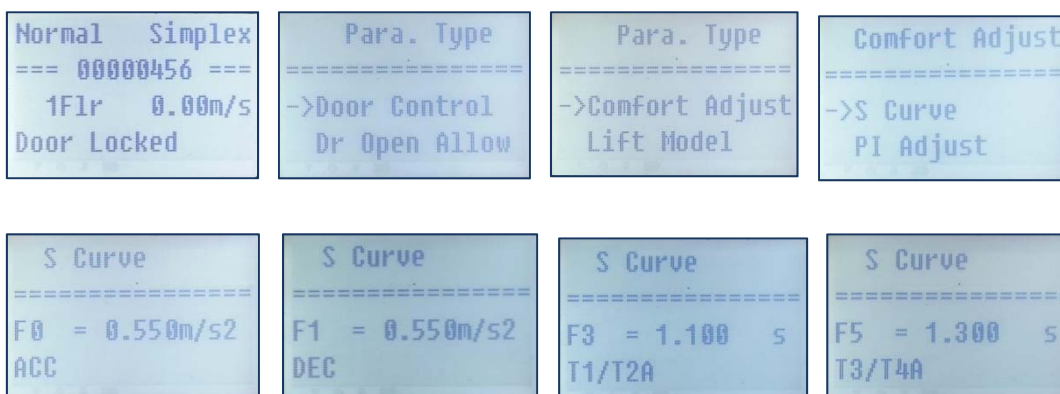 Normal Simplex
=== 00000456 ===
1Flr 0.00m/s
Door Locked
Para. Type
================
->Door Control
Dr Open Allow
Para. Type
================
->Comfort Adjust
Lift Model
Comfort Adjust
================
->S Curve
PI Adjust
S Curve
================
F0 = 0.550m/s2
ACC
S Curve
================
F1 = 0.550m/s2
DEC
S Curve
================
F3 = 1.100 s
T1/T2A
S Curve
================
F5 = 1.300 s
T3/T4A